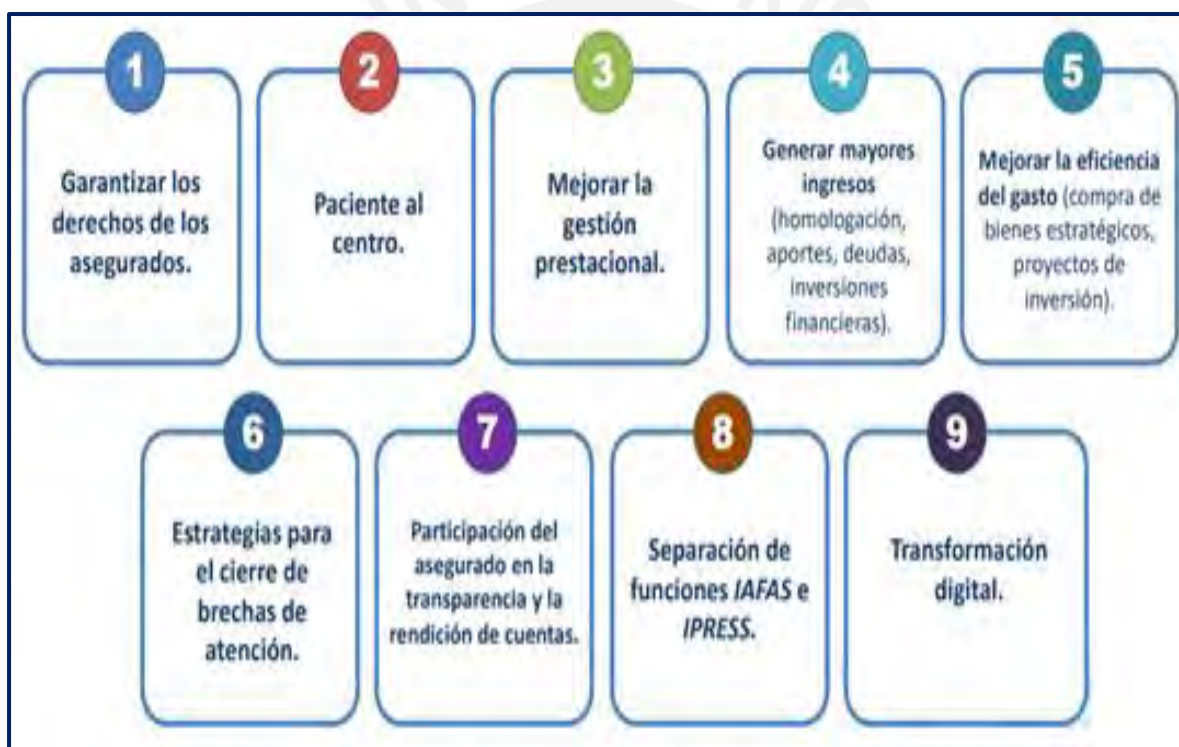 1
Garantizar los
derechos de los
asegurados.
2
Paciente al
centro.
3
Mejorar la
gestión
prestacional.
4
Generar mayores
ingresos
(homologación,
aportes, deudas,
inversiones
financieras).
5
Mejorar la eficiencia
del gasto (compra de
bienes estratégicos,
proyectos de
inversión).
6
Estrategias para
el cierre de
brechas de
atención.
7
Participación del
asegurado en la
transparencia y la
rendición de cuentas.
8
Separación de
funciones IAFAS e
IPRESS.
9
Transformación
digital.